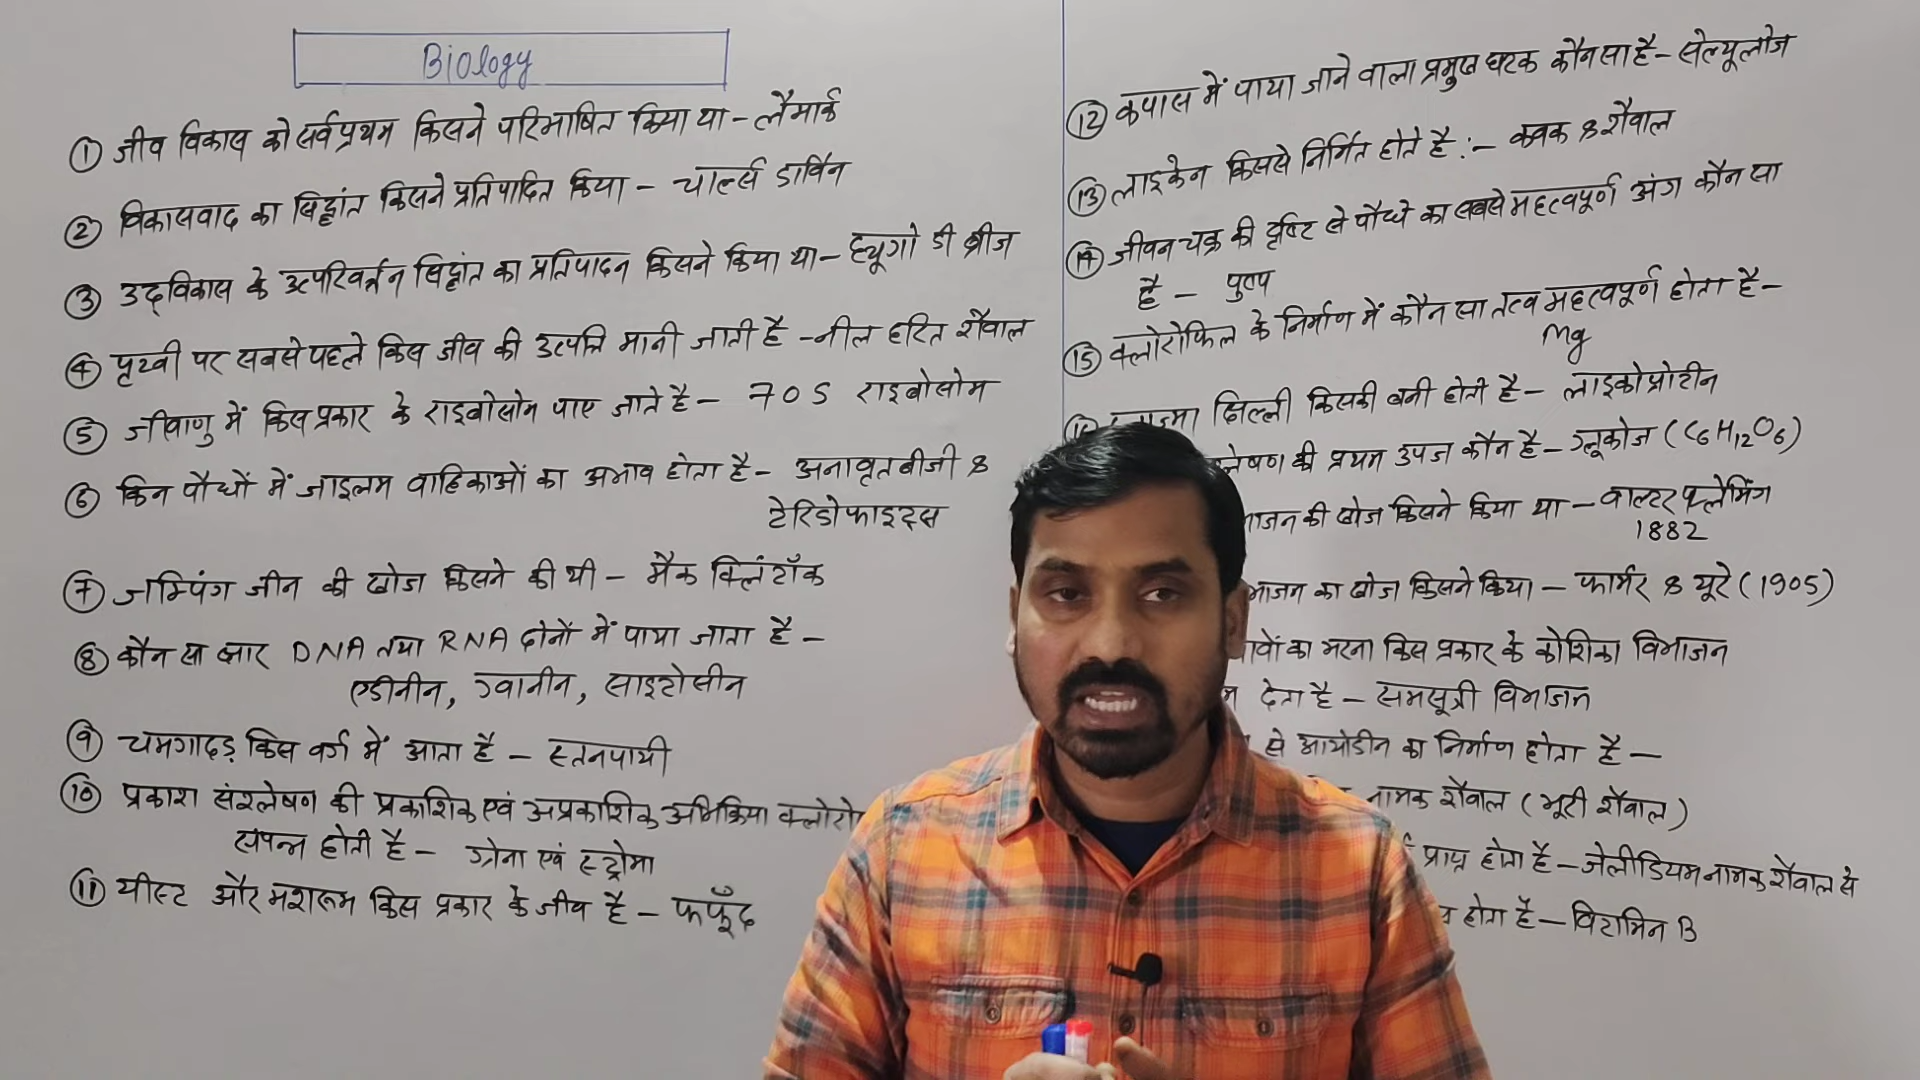 Biology
① जीव विकास को सर्वप्रथम किसने परिभाषित किया था - लैमार्क
② विकासवाद का सिद्धांत किसने प्रतिपादित किया - चार्ल्स डार्विन
③ उद्विकास के उत्परिवर्तन सिद्धांत का प्रतिपादन किसने किया था - ह्यूगो डी ब्रीज
④ पृथ्वी पर सबसे पहले किस जीव की उत्पत्ति मानी जाती है - नील हरित शैवाल
⑤ जीवाणु में किस प्रकार के राइबोसोम पाए जाते है - 70 S राइबोसोम
⑥ किन पौधों में जाइलम वाहिकाओं का अभाव होता है - अनावृतबीजी &
टेरिडोफाइट्स
⑦ जम्पिंग जीन की खोज किसने की थी - मैक क्लिंटॉक
⑧ कौन सा क्षार DNA तथा RNA दोनों में पाया जाता है -
एडीनीन, ग्वानीन, साइटोसीन
⑨ चमगादड़ किस वर्ग में आता है - स्तनपायी
⑩ प्रकाश संश्लेषण की प्रकाशिक एवं अप्रकाशिक अभिक्रिया क्लोरो
संपन्न होती है - ग्रेना एवं स्ट्रोमा
⑪ यीस्ट और मशरूम किस प्रकार के जीव है - फफूँद
⑫ कपास में पाया जाने वाला प्रमुख घटक कौन सा है - सेल्यूलोज
⑬ लाइकेन किससे निर्मित होते है :- कवक & शैवाल
⑭ जीवन चक्र की दृष्टि से पौधे का सबसे महत्वपूर्ण अंग कौन सा
है - पुष्प
⑮ क्लोरोफिल के निर्माण में कौन सा तत्व महत्वपूर्ण होता है -
Mg
झिल्ली किसकी बनी होती है - लाइकोप्रोटीन
की प्रथम उपज कौन है - ग्लूकोज (C6H12O6)
की खोज किसने किया था - वाल्टर फ्लेमिंग
1882
का खोज किसने किया - फार्मर & मूरे (1905)
का भरना किस प्रकार के कोशिका विभाजन
देता है - समसूत्री विभाजन
से आयोडीन का निर्माण होता है -
नामक शैवाल (भूरी शैवाल)
प्राप्त होता है - जेलीडियम नामक शैवाल से
होता है - विटामिन B